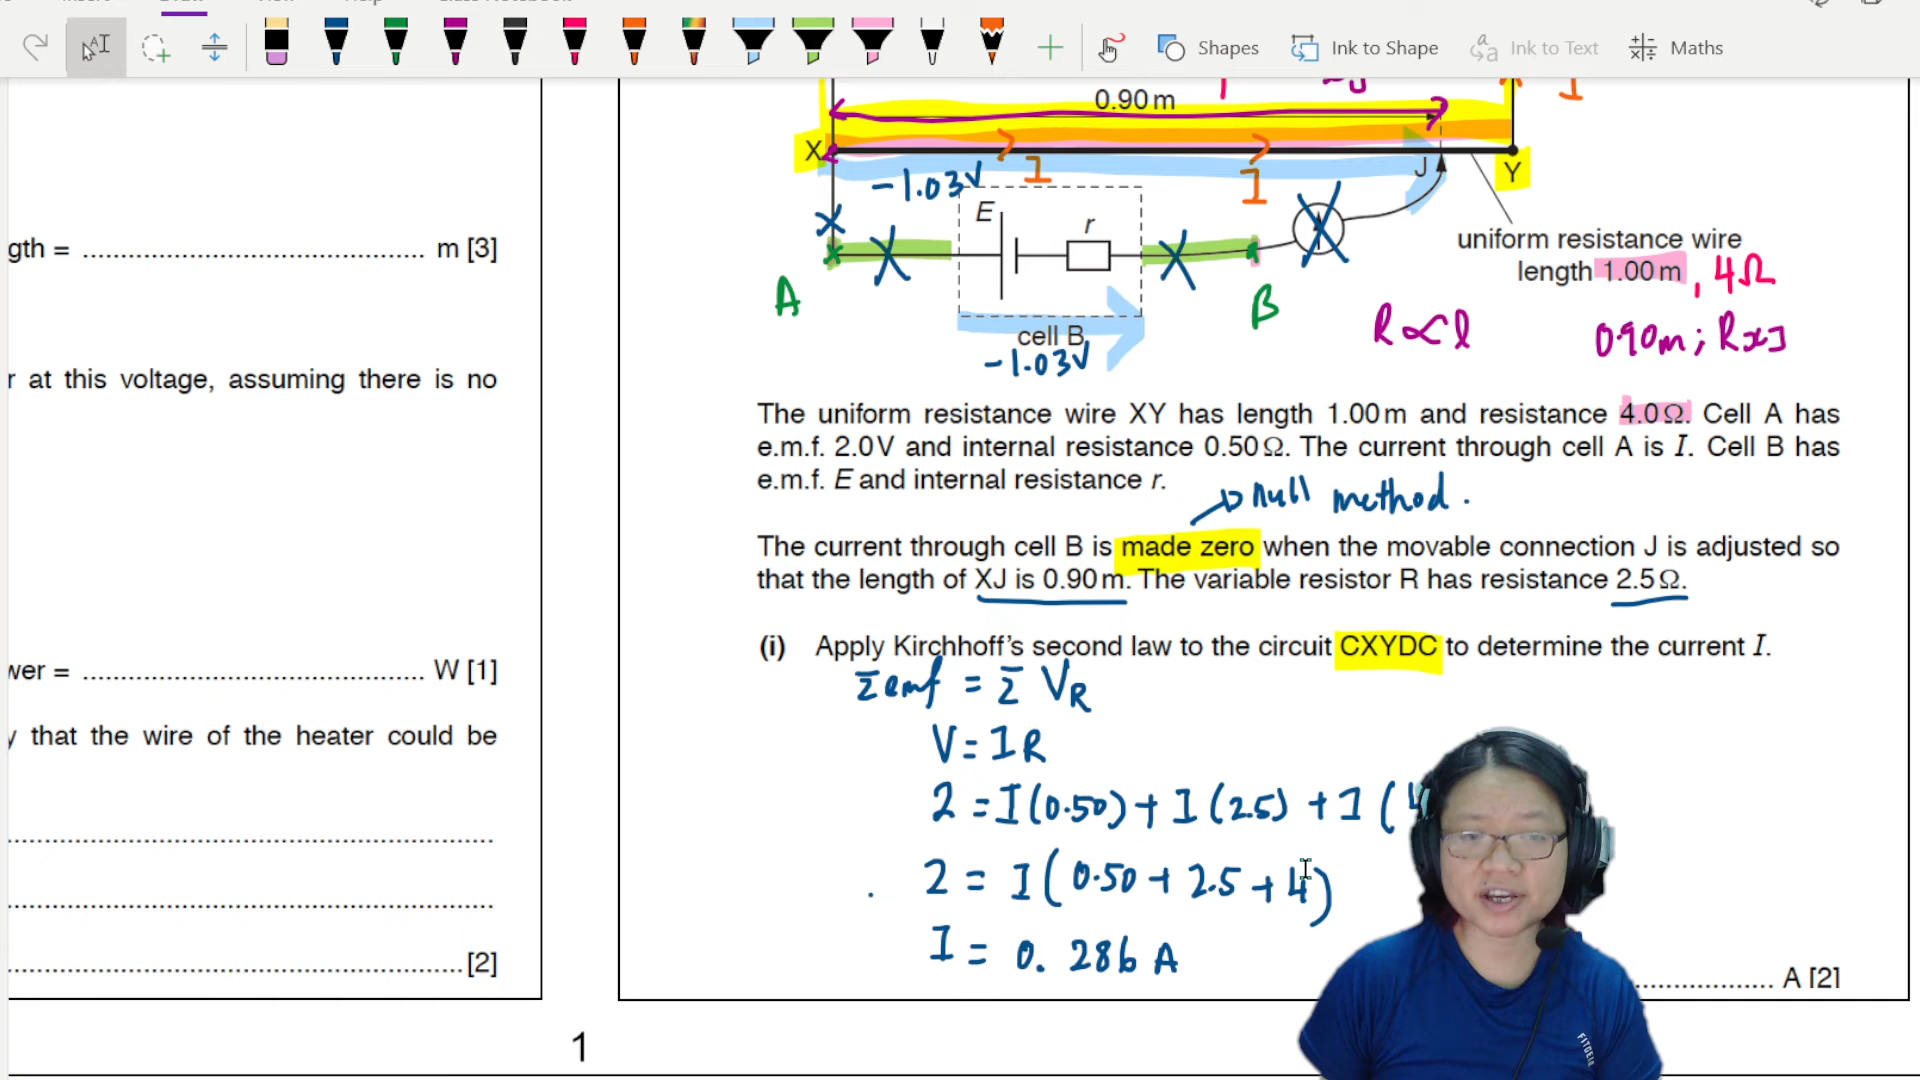 Shapes
Ink to Shape
Ink to Text
Maths
gth = ............................................ m [3]
r at this voltage, assuming there is no
wer = ............................................ W [1]
y that the wire of the heater could be
[2]
1
0.90 m
I
X
J
Y
I
I
-1.03V
E
r
A
B
cell B
-1.03V
uniform resistance wire
length 1.00 m , 4Ω
R ∝ l
0.90m ; RXJ
The uniform resistance wire XY has length 1.00 m and resistance 4.0 Ω. Cell A has
e.m.f. 2.0 V and internal resistance 0.50 Ω. The current through cell A is I. Cell B has
e.m.f. E and internal resistance r.
null method.
The current through cell B is made zero when the movable connection J is adjusted so
that the length of XJ is 0.90 m. The variable resistor R has resistance 2.5 Ω.
(i) Apply Kirchhoff's second law to the circuit CXYDC to determine the current I.
Σ emf = Σ VR
V = IR
2 = I(0.50) + I(2.5) + I(4
2 = I(0.50 + 2.5 + 4)
I = 0.286 A
.................. A [2]